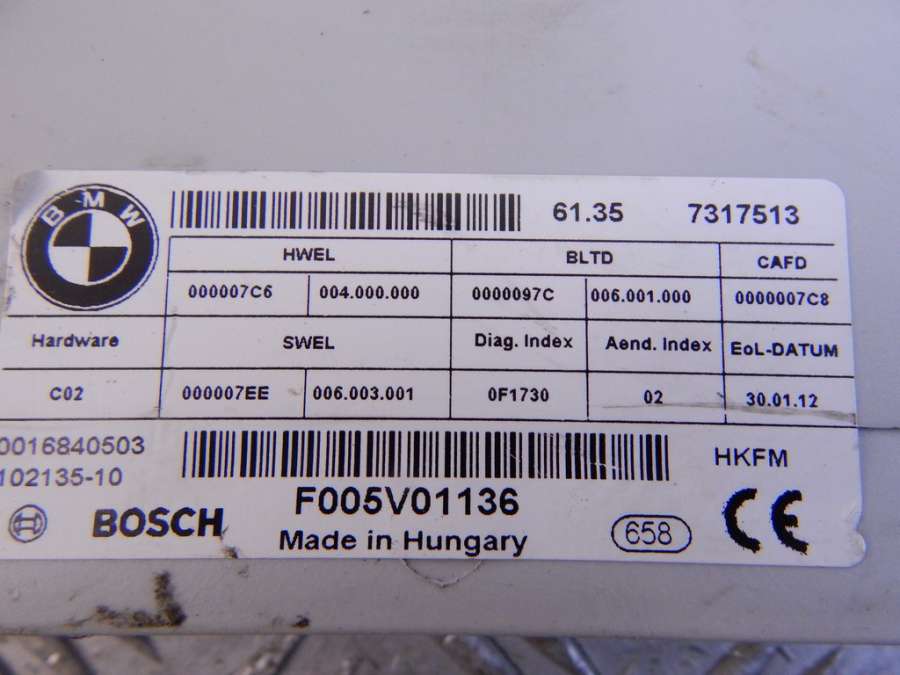 BMW
61.35 7317513
HWEL BLTD CAFD
000007C6 004.000.000 0000097C 006.001.000 0000007C8
Hardware SWEL Diag. Index Aend. Index EoL-DATUM
C02 000007EE 006.003.001 0F1730 02 30.01.12
0016840503
102135-10
HKFM
F005V01136
BOSCH
Made in Hungary
658
CE